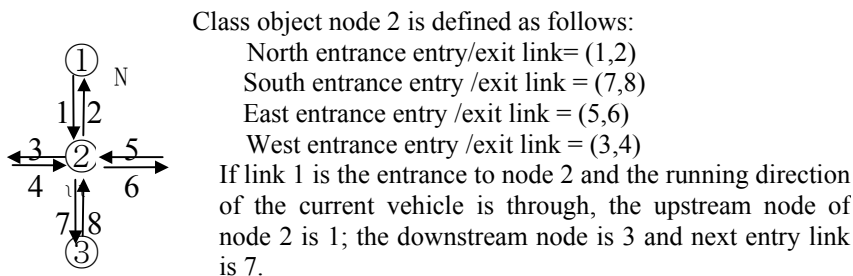 ① N
1 2
3 ② 5
4 6
7 8
③
Class object node 2 is defined as follows:
North entrance entry/exit link= (1,2)
South entrance entry /exit link = (7,8)
East entrance entry /exit link = (5,6)
West entrance entry /exit link = (3,4)
If link 1 is the entrance to node 2 and the running direction
of the current vehicle is through, the upstream node of
node 2 is 1; the downstream node is 3 and next entry link
is 7.